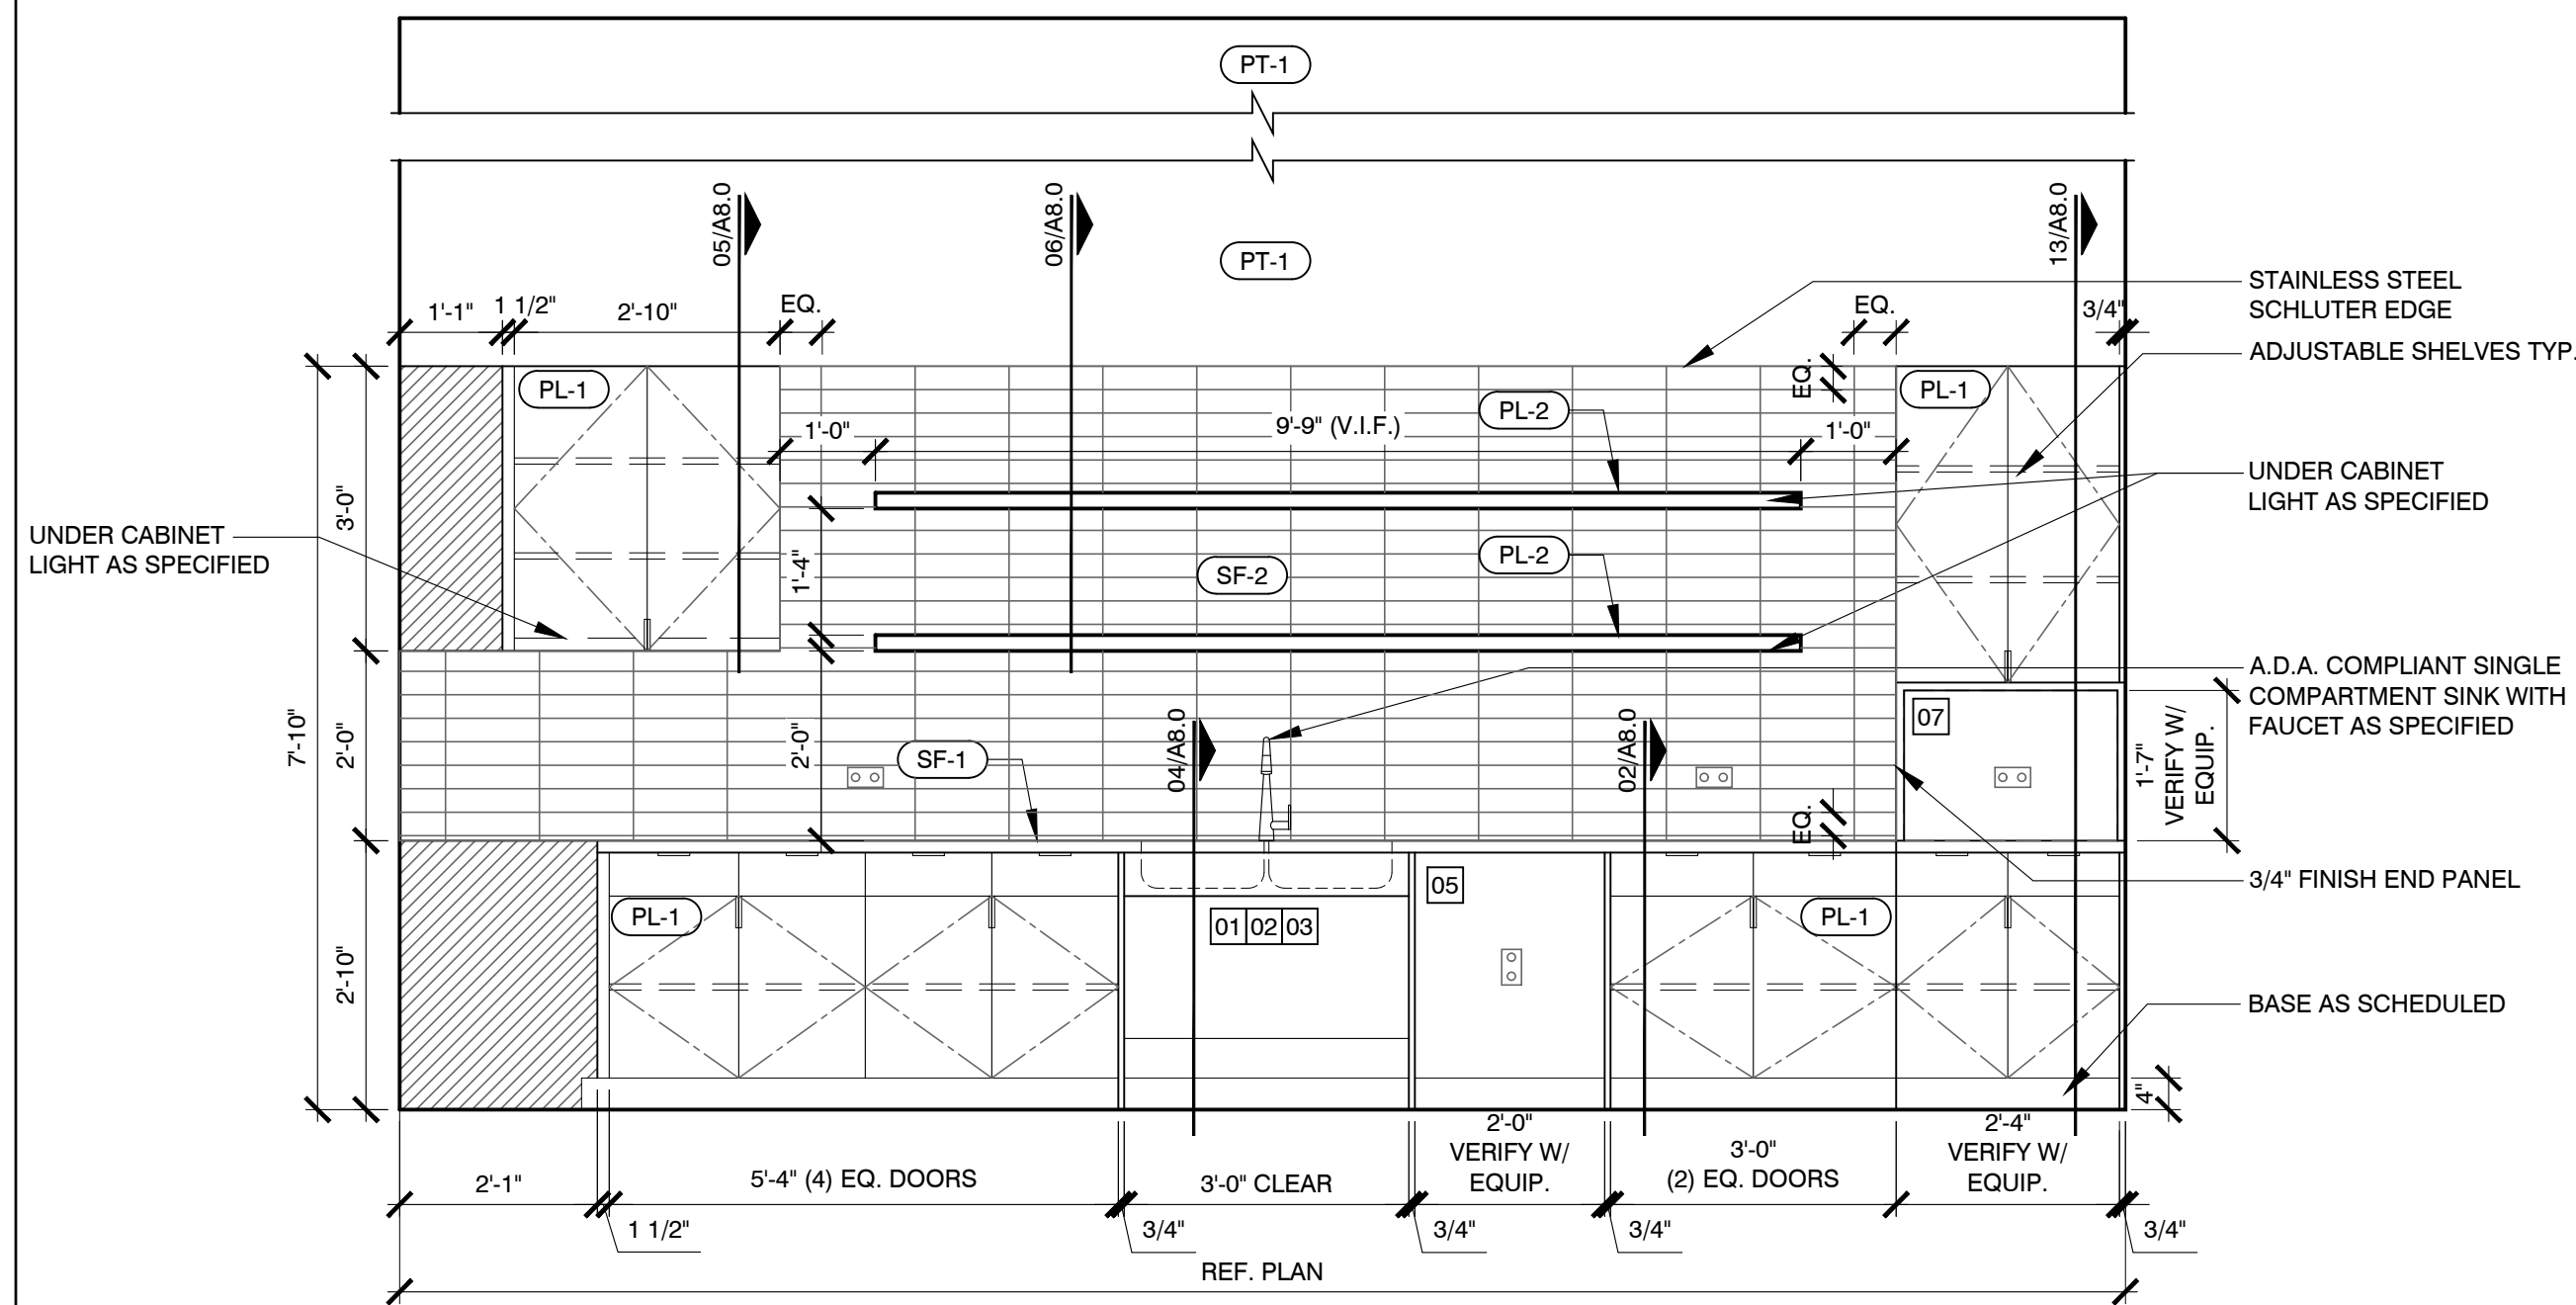 PT-1
05/A8.0
06/A8.0
13/A8.0
PT-1
STAINLESS STEEL
SCHLUTER EDGE
1'-1"
1 1/2"
2'-10"
EQ.
EQ.
3/4"
ADJUSTABLE SHELVES TYP.
PL-1
EQ.
PL-1
PL-2
1'-0"
9'-9" (V.I.F.)
1'-0"
UNDER CABINET
LIGHT AS SPECIFIED
3'-0"
UNDER CABINET
LIGHT AS SPECIFIED
1'-4"
SF-2
PL-2
A.D.A. COMPLIANT SINGLE
COMPARTMENT SINK WITH
FAUCET AS SPECIFIED
7'-10"
2'-0"
2'-0"
SF-1
04/A8.0
02/A8.0
07
1'-7"
VERIFY W/
EQUIP.
EQ.
3/4" FINISH END PANEL
2'-10"
PL-1
01 02 03
05
PL-1
BASE AS SCHEDULED
4"
2'-1"
5'-4" (4) EQ. DOORS
3'-0" CLEAR
2'-0"
VERIFY W/
EQUIP.
3'-0"
(2) EQ. DOORS
2'-4"
VERIFY W/
EQUIP.
1 1/2"
3/4"
3/4"
3/4"
3/4"
REF. PLAN